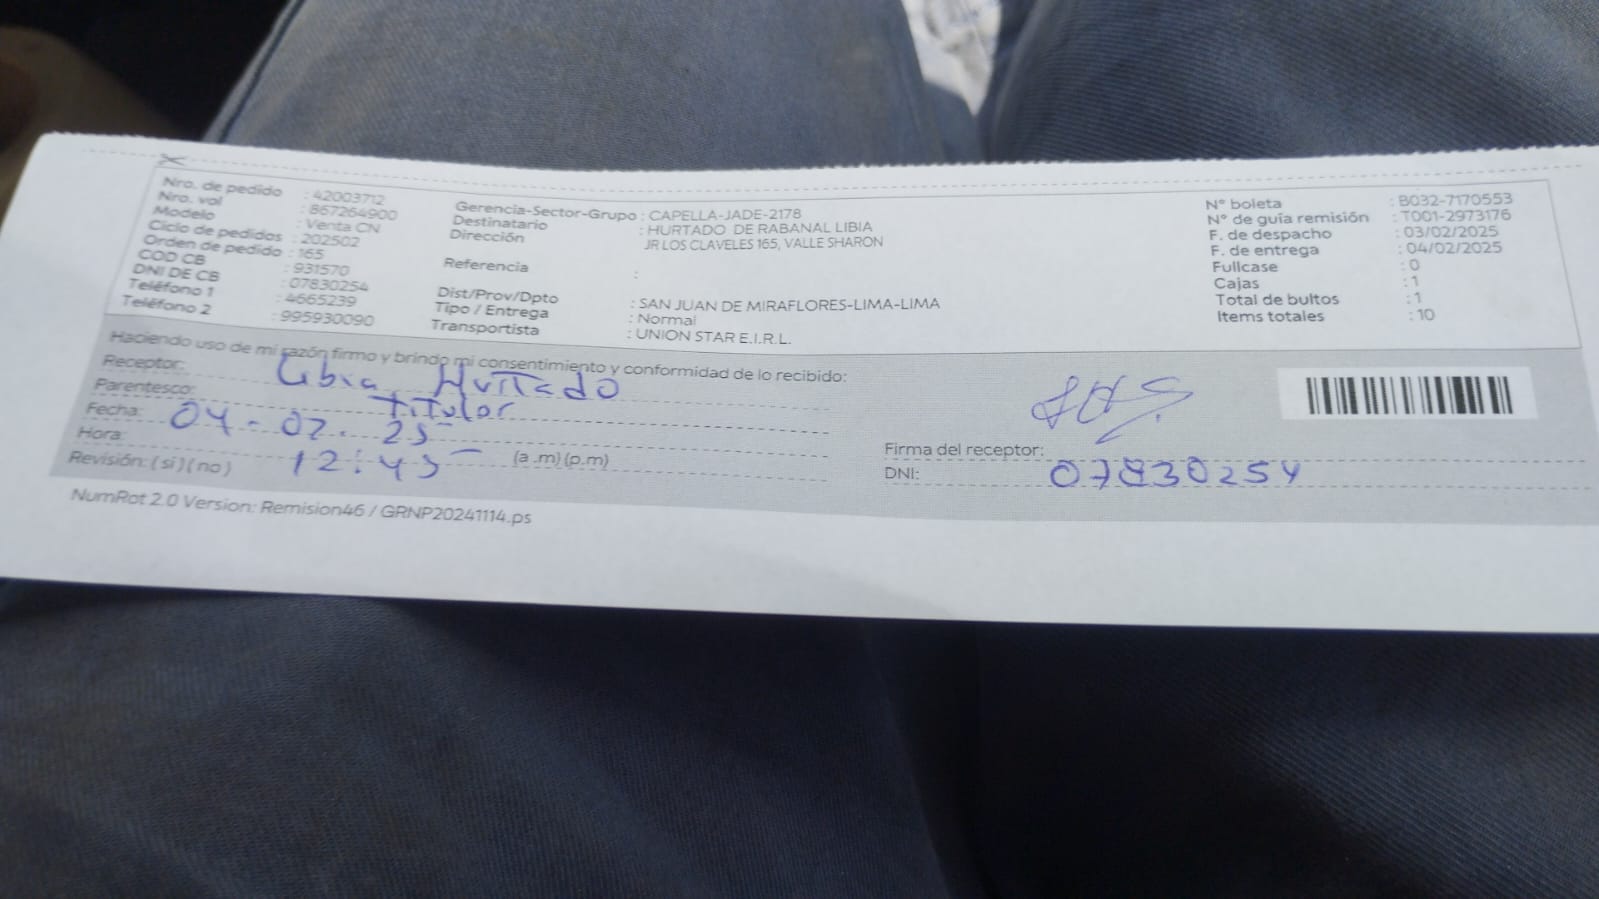 Nro. de pedido : 42003712
Nro. vol : 867264900
Modelo : Venta CN
Ciclo de pedidos : 202502
Orden de pedido : 165
COD CB : 931570
DNI DE CB : 07830254
Teléfono 1 : 4665239
Teléfono 2 : 995930090
Gerencia-Sector-Grupo : CAPELLA-JADE-2178
Destinatario : HURTADO DE RABANAL LIBIA
Dirección JR LOS CLAVELES 165, VALLE SHARON
Referencia :
Dist/Prov/Dpto : SAN JUAN DE MIRAFLORES-LIMA-LIMA
Tipo / Entrega : Normal
Transportista : UNION STAR E.I.R.L.
N° boleta : B032-7170553
N° de guía remisión : T001-2973176
F. de despacho : 03/02/2025
F. de entrega : 04/02/2025
Fullcase : 0
Cajas : 1
Total de bultos : 1
Items totales : 10
Haciendo uso de mi razón firmo y brindo mi consentimiento y conformidad de lo recibido:
Receptor: Libia Hurtado
Parentesco: Titular
Fecha: 04-02-25
Hora: 12:45 (a.m)(p.m)
Revisión: (si)(no)
Firma del receptor:
DNI: 07830254
NumRot 2.0 Version: Remision46 / GRNP20241114.ps